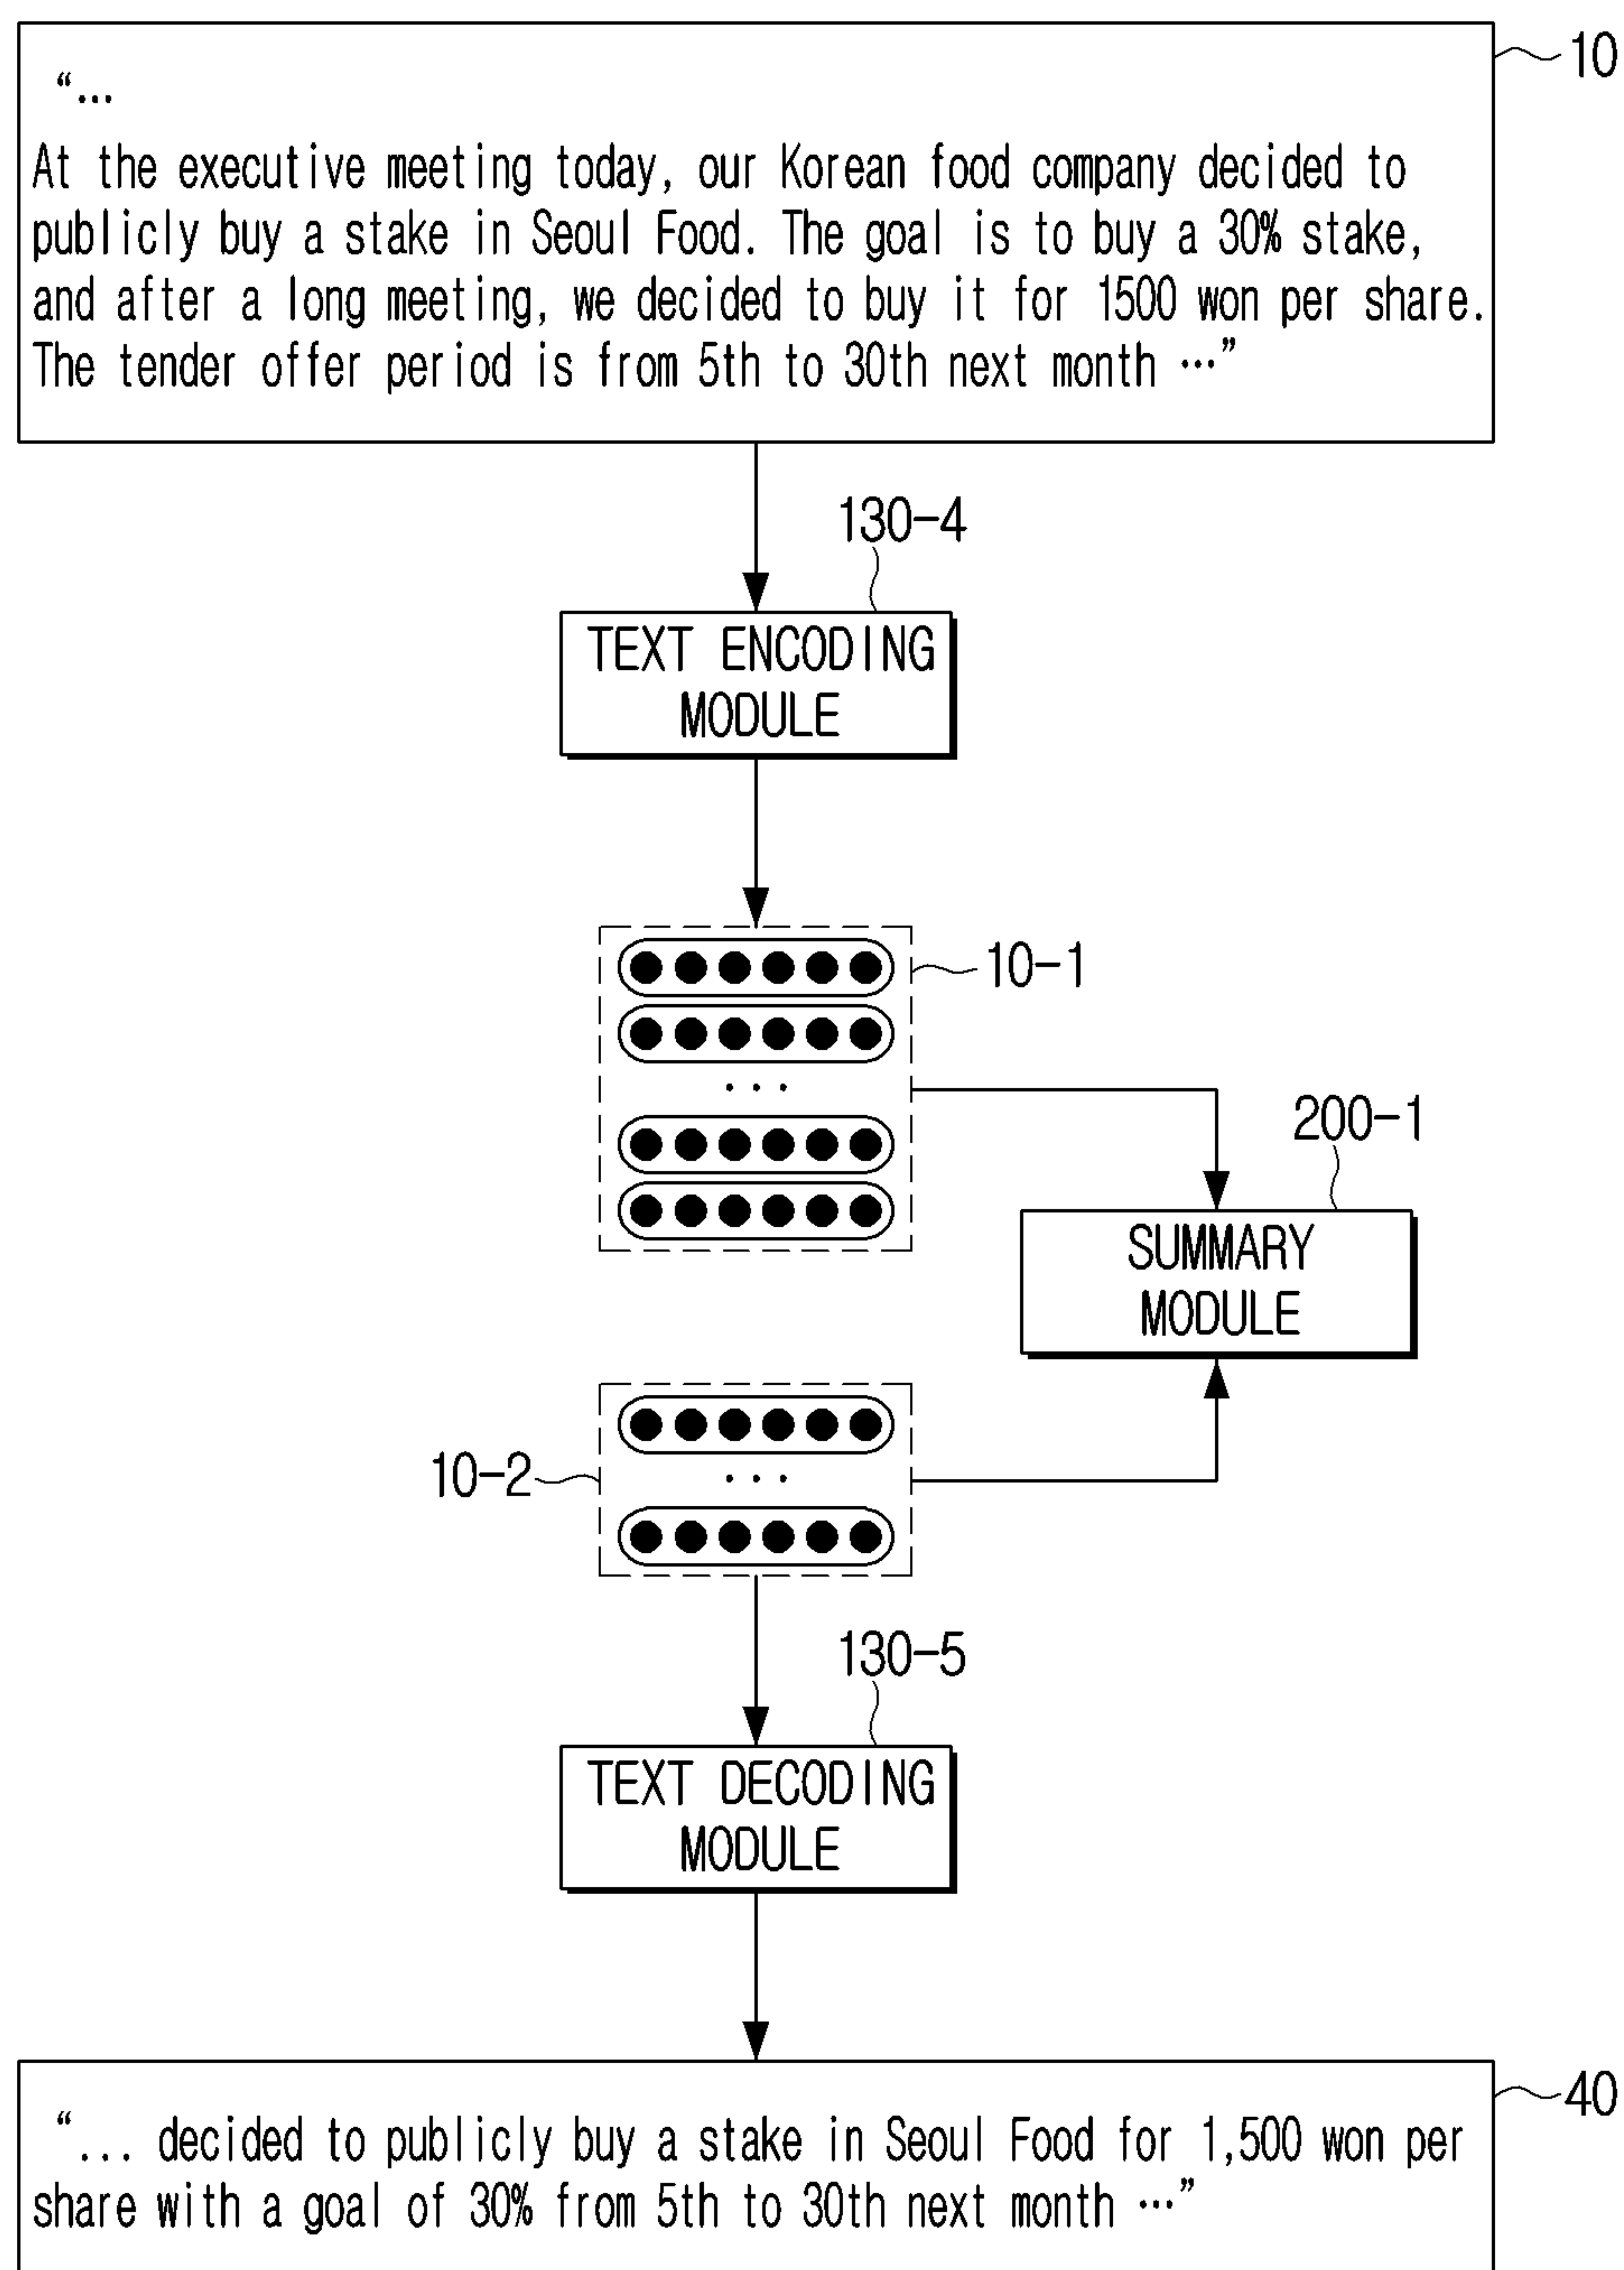 10
“...
At the executive meeting today, our Korean food company decided to
publicly buy a stake in Seoul Food. The goal is to buy a 30% stake,
and after a long meeting, we decided to buy it for 1500 won per share.
The tender offer period is from 5th to 30th next month …”
130-4
TEXT ENCODING
MODULE
10-1
...
200-1
SUMMARY
MODULE
10-2
...
130-5
TEXT DECODING
MODULE
40
“... decided to publicly buy a stake in Seoul Food for 1,500 won per
share with a goal of 30% from 5th to 30th next month …”